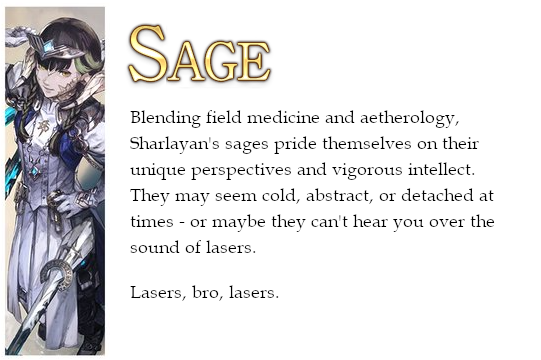 SAGE
Blending field medicine and aetherology,
Sharlayan's sages pride themselves on their
unique perspectives and vigorous intellect.
They may seem cold, abstract, or detached at
times - or maybe they can't hear you over the
sound of lasers.
Lasers, bro, lasers.